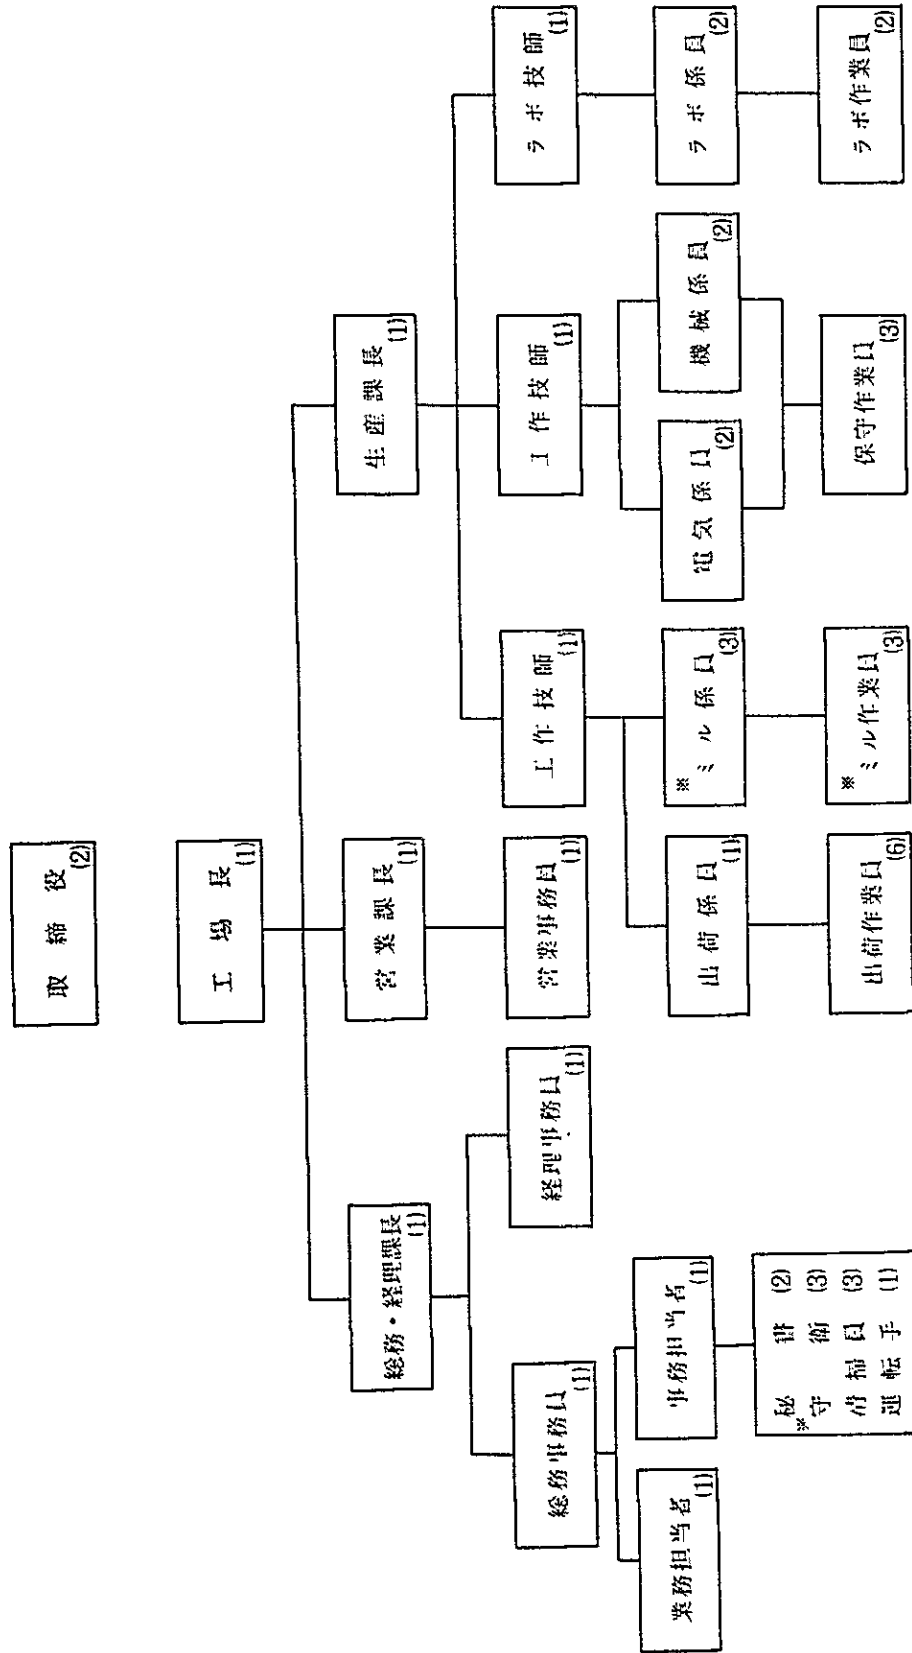 取締役
(2)
工場長
(1)
総務・経理課長
(1)
営業課長
(1)
生産課長
(1)
総務事務員
(1)
経理事務員
(1)
営業事務員
(1)
工作技師
(1)
工作技師
(1)
ラボ技師
(1)
業務担当者
(1)
事務担当者
(1)
出荷係員
(1)
※ミル係員
(3)
電気係員
(2)
機械係員
(2)
ラボ係員
(2)
秘書 (2)
※守衛 (3)
清掃員 (3)
運転手 (1)
出荷作業員
(6)
※ミル作業員
(3)
保守作業員
(3)
ラボ作業員
(2)